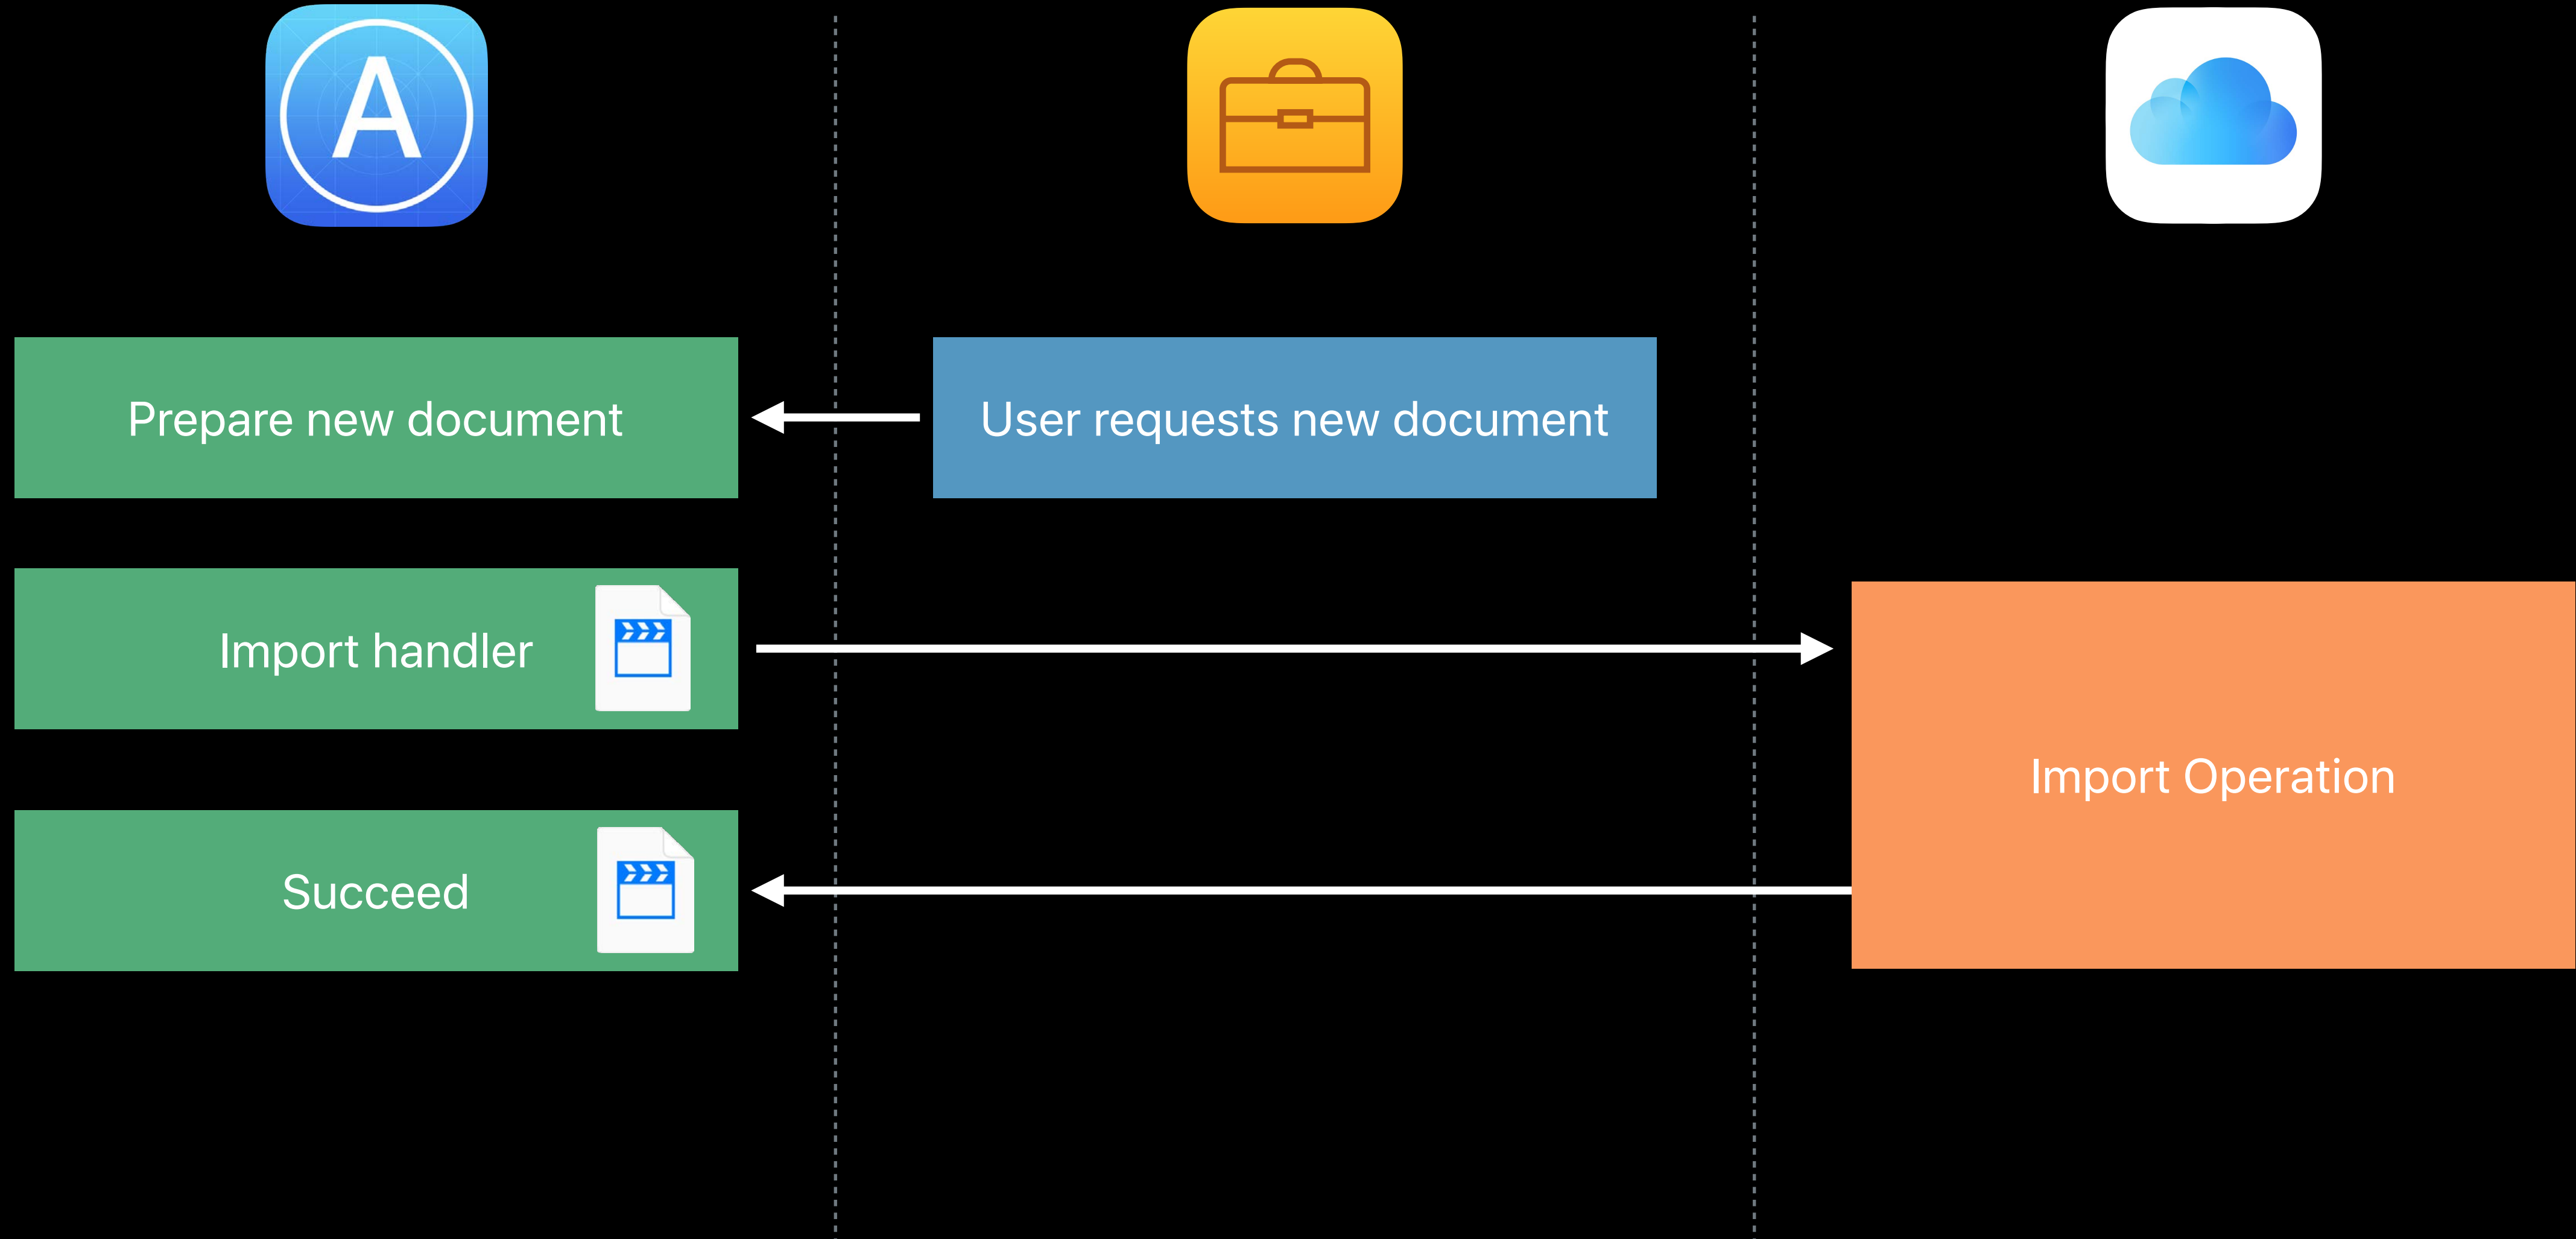 A
Prepare new document
User requests new document
Import handler
Import Operation
Succeed